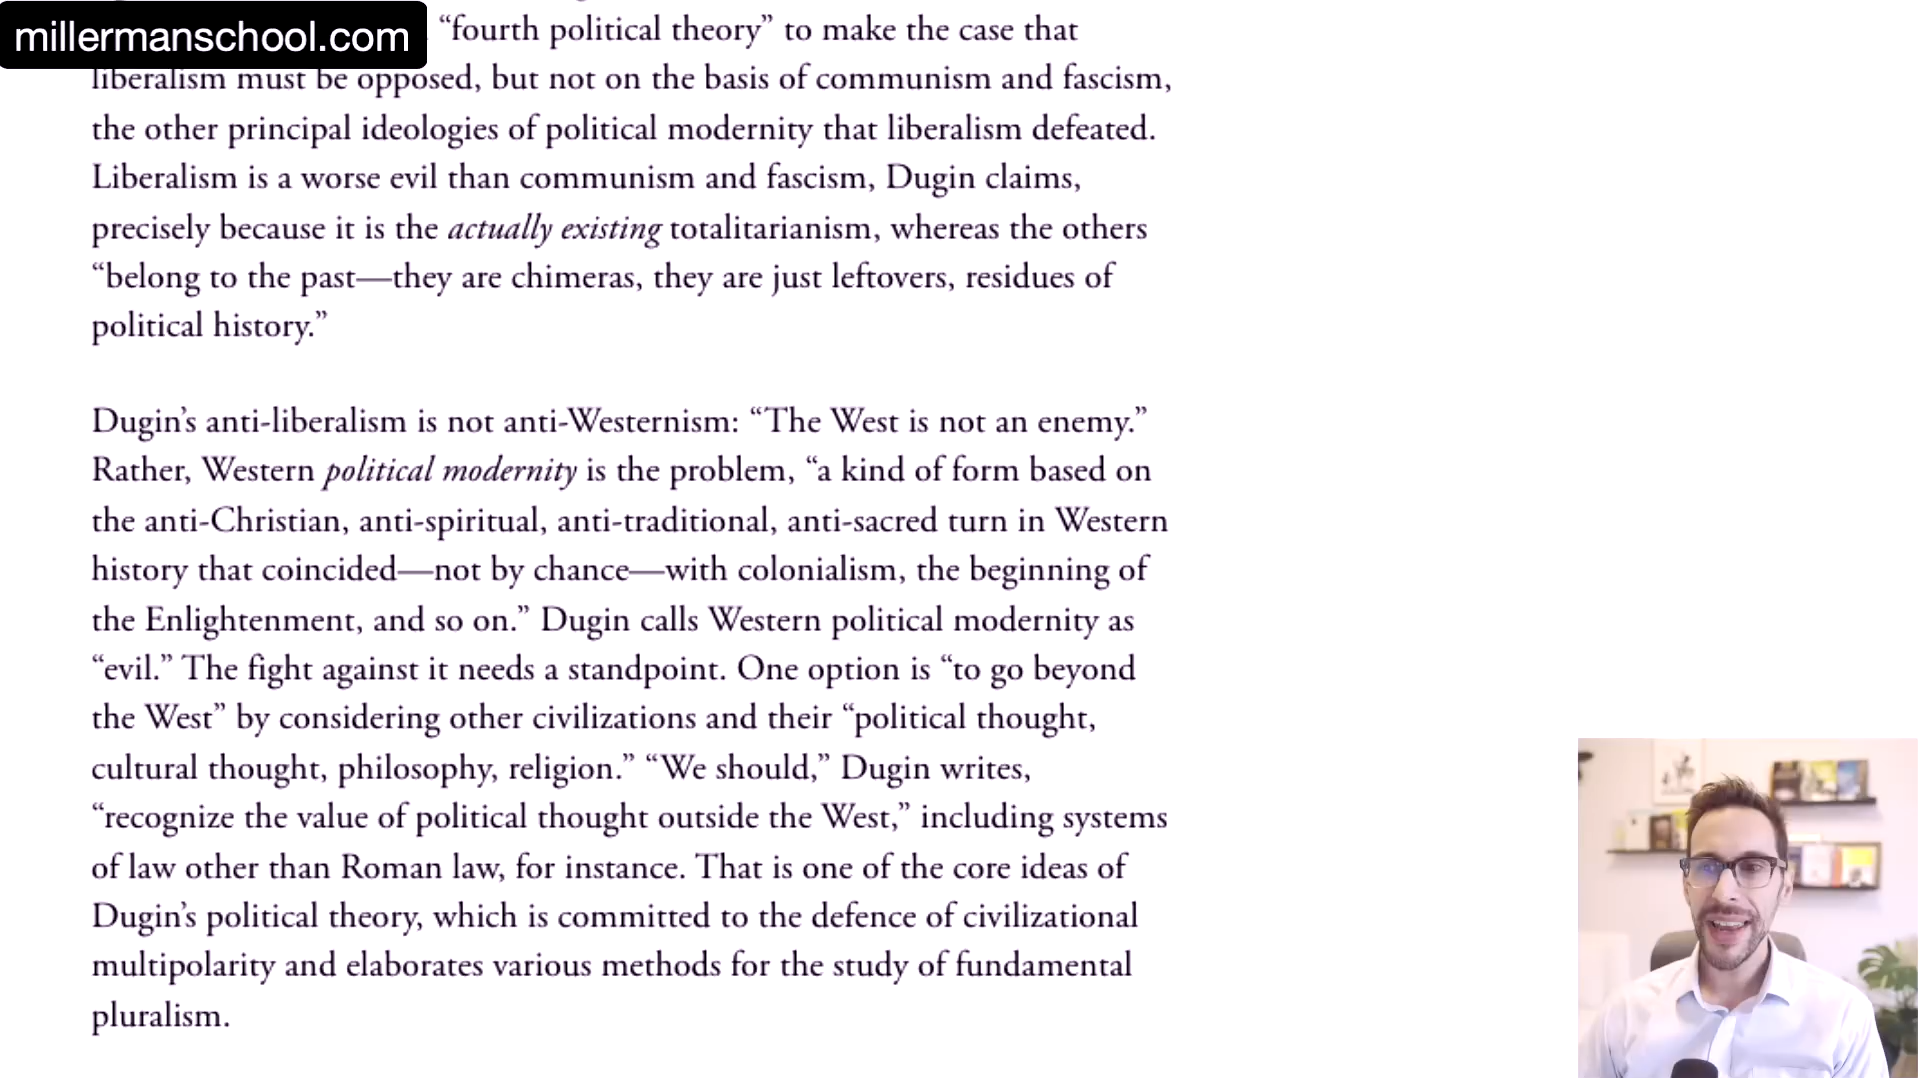 millermanschool.com
“fourth political theory” to make the case that
liberalism must be opposed, but not on the basis of communism and fascism,
the other principal ideologies of political modernity that liberalism defeated.
Liberalism is a worse evil than communism and fascism, Dugin claims,
precisely because it is the actually existing totalitarianism, whereas the others
“belong to the past—they are chimeras, they are just leftovers, residues of
political history.”
Dugin’s anti-liberalism is not anti-Westernism: “The West is not an enemy.”
Rather, Western political modernity is the problem, “a kind of form based on
the anti-Christian, anti-spiritual, anti-traditional, anti-sacred turn in Western
history that coincided—not by chance—with colonialism, the beginning of
the Enlightenment, and so on.” Dugin calls Western political modernity as
“evil.” The fight against it needs a standpoint. One option is “to go beyond
the West” by considering other civilizations and their “political thought,
cultural thought, philosophy, religion.” “We should,” Dugin writes,
“recognize the value of political thought outside the West,” including systems
of law other than Roman law, for instance. That is one of the core ideas of
Dugin’s political theory, which is committed to the defence of civilizational
multipolarity and elaborates various methods for the study of fundamental
pluralism.